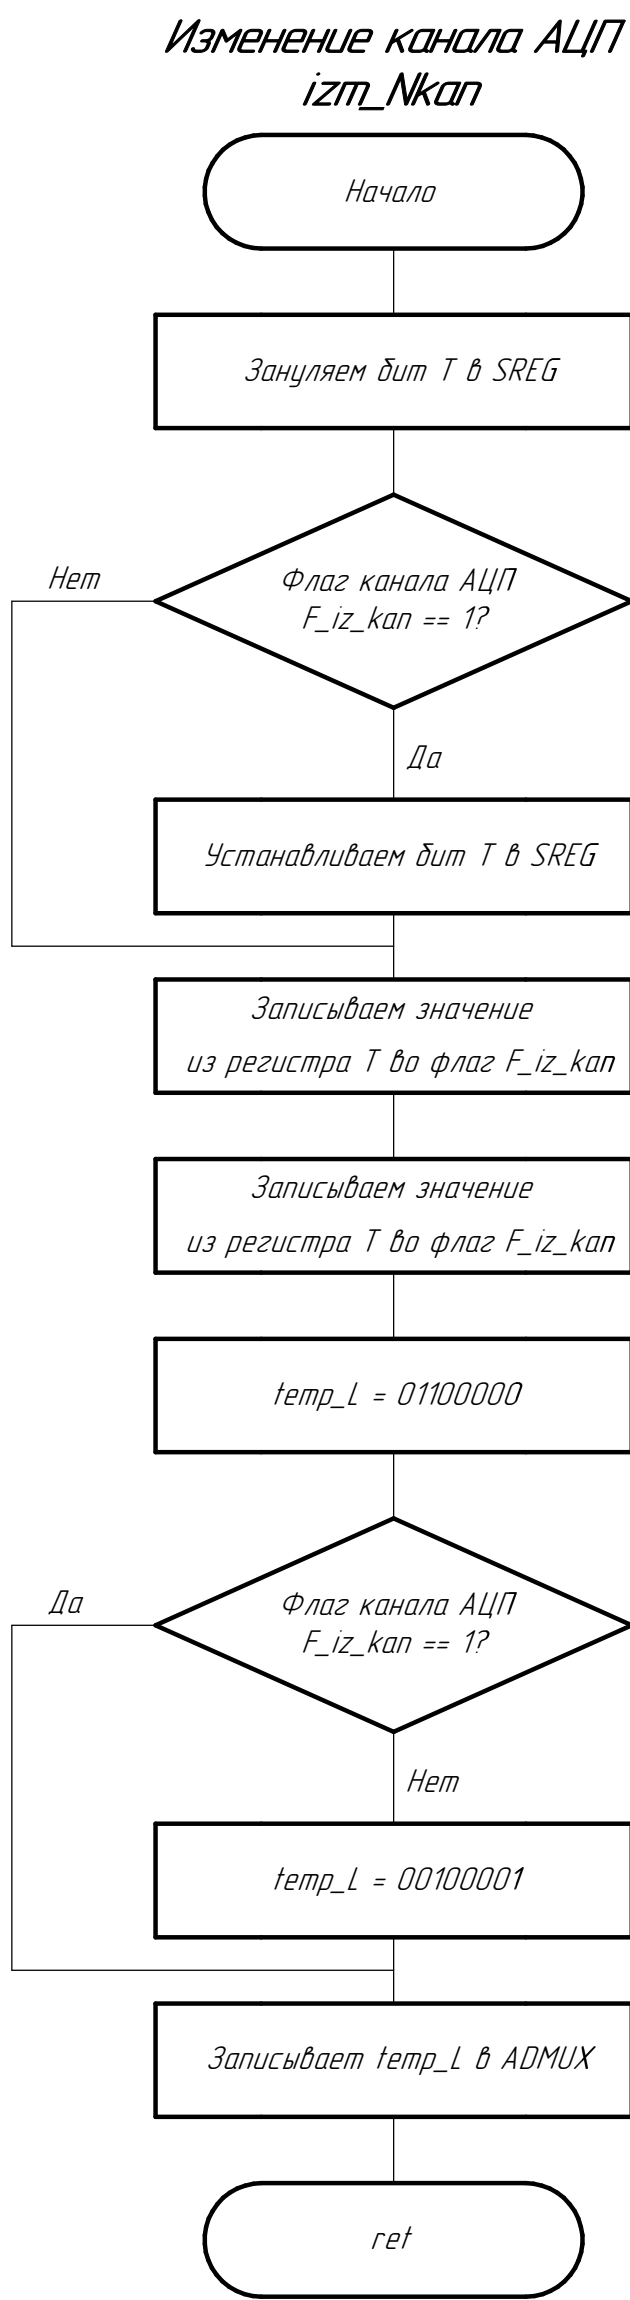 Изменение канала АЦП
izm_Nkan
Начало
Зануляем бит Т в SREG
Флаг канала АЦП
F_iz_kan == 1?
Нет
Да
Устанавливаем бит Т в SREG
Записываем значение
из регистра Т во флаг F_iz_kan
Записываем значение
из регистра Т во флаг F_iz_kan
temp_L = 01100000
Флаг канала АЦП
F_iz_kan == 1?
Да
Нет
temp_L = 00100001
Записывает temp_L в ADMUX
ret